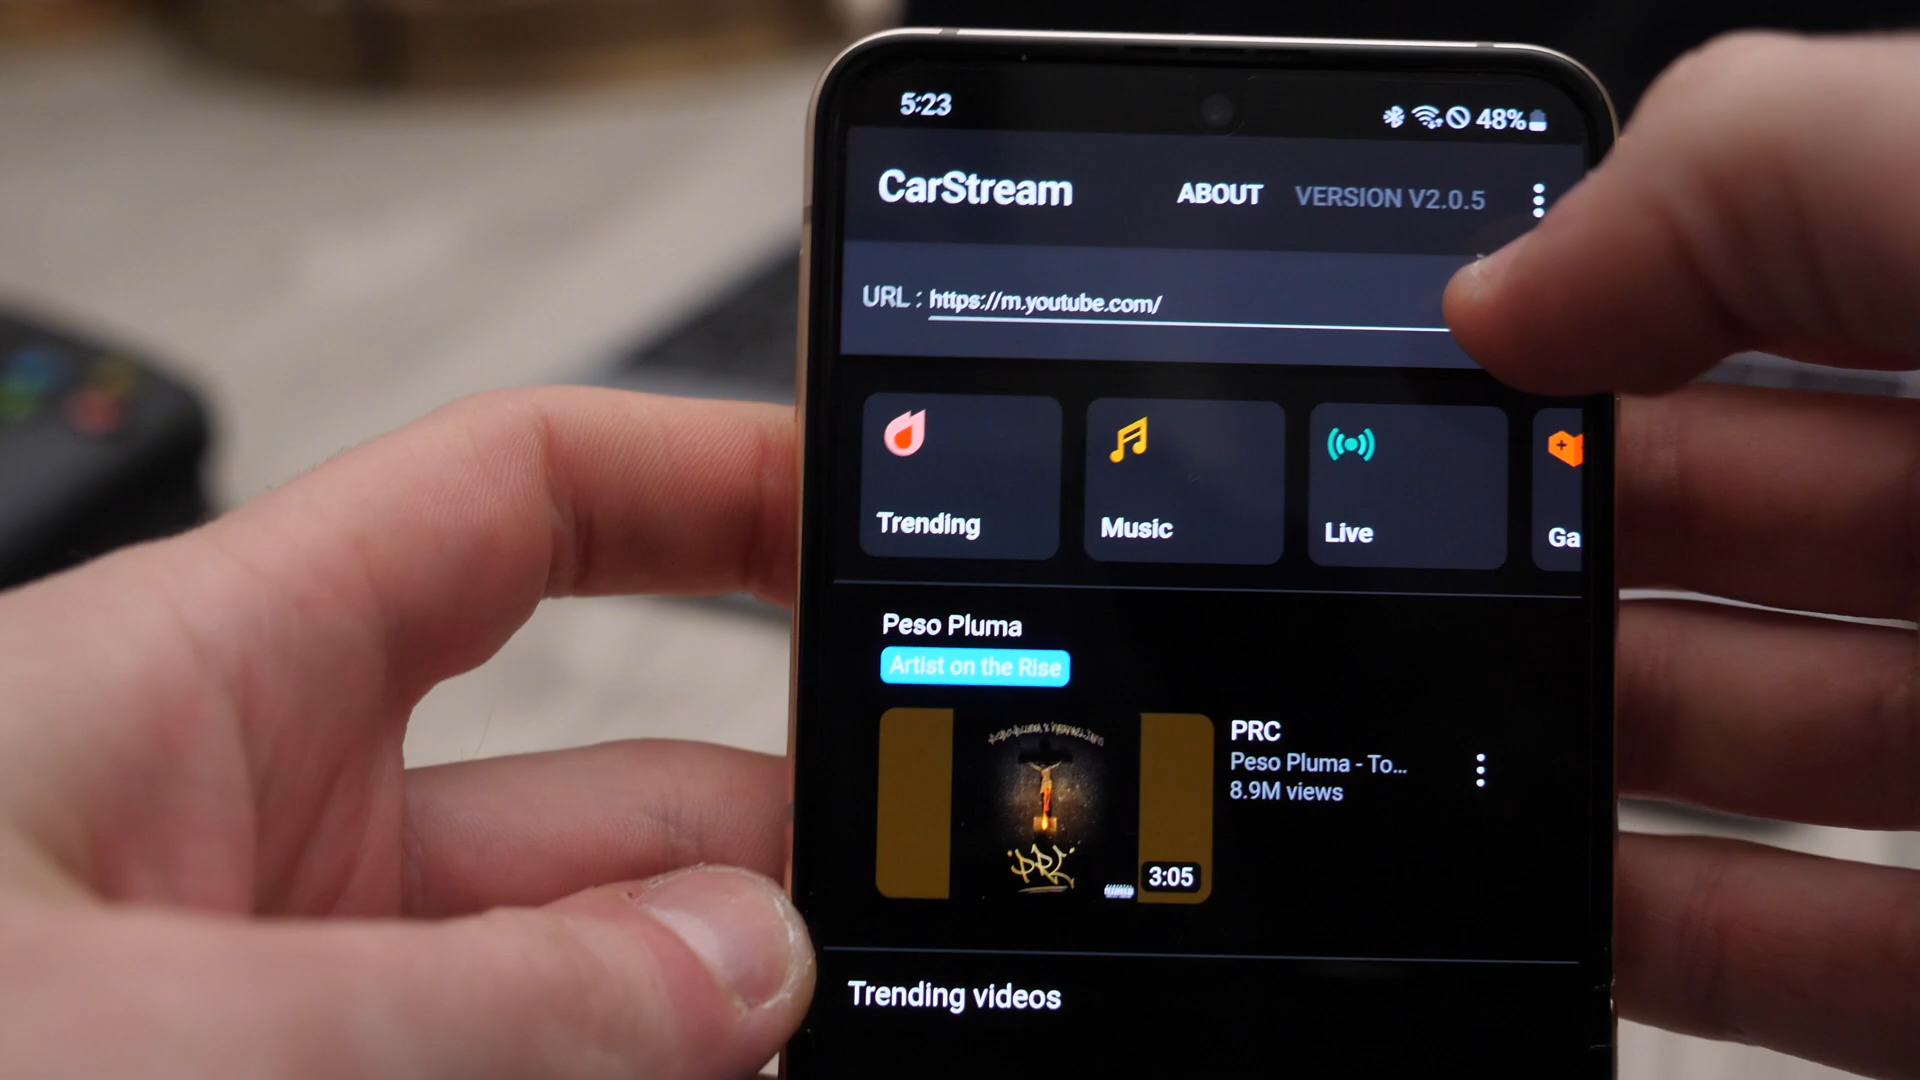 5:23
48%
CarStream ABOUT VERSION V2.0.5
URL : https://m.youtube.com/
Trending
Music
Live
Ga
Peso Pluma
Artist on the Rise
PRC
Peso Pluma - To...
8.9M views
PRC
3:05
Trending videos